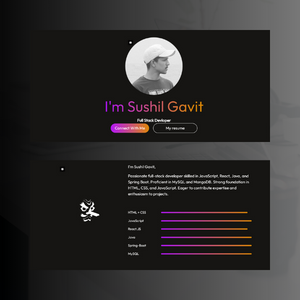 I'm Sushil Gavit
Full Stack Devloper
Connect With Me
My resume
I'm Sushil Gavit,
Passionate full-stack developer skilled in JavaScript, React, Java, and
Spring Boot. Proficient in MySQL and MongoDB. Strong foundation in
HTML, CSS, and JavaScript. Eager to contribute expertise and
enthusiasm to projects.
HTML + CSS
JavaScript
React JS
Java
Spring Boot
MySQL